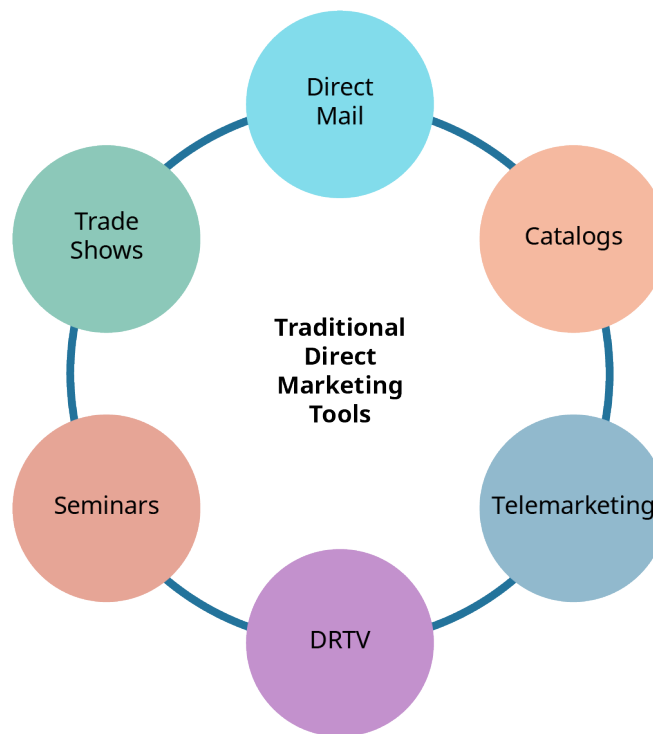 Direct
Mail
Trade
Shows
Catalogs
Traditional
Direct
Marketing
Tools
Seminars
Telemarketing
DRTV